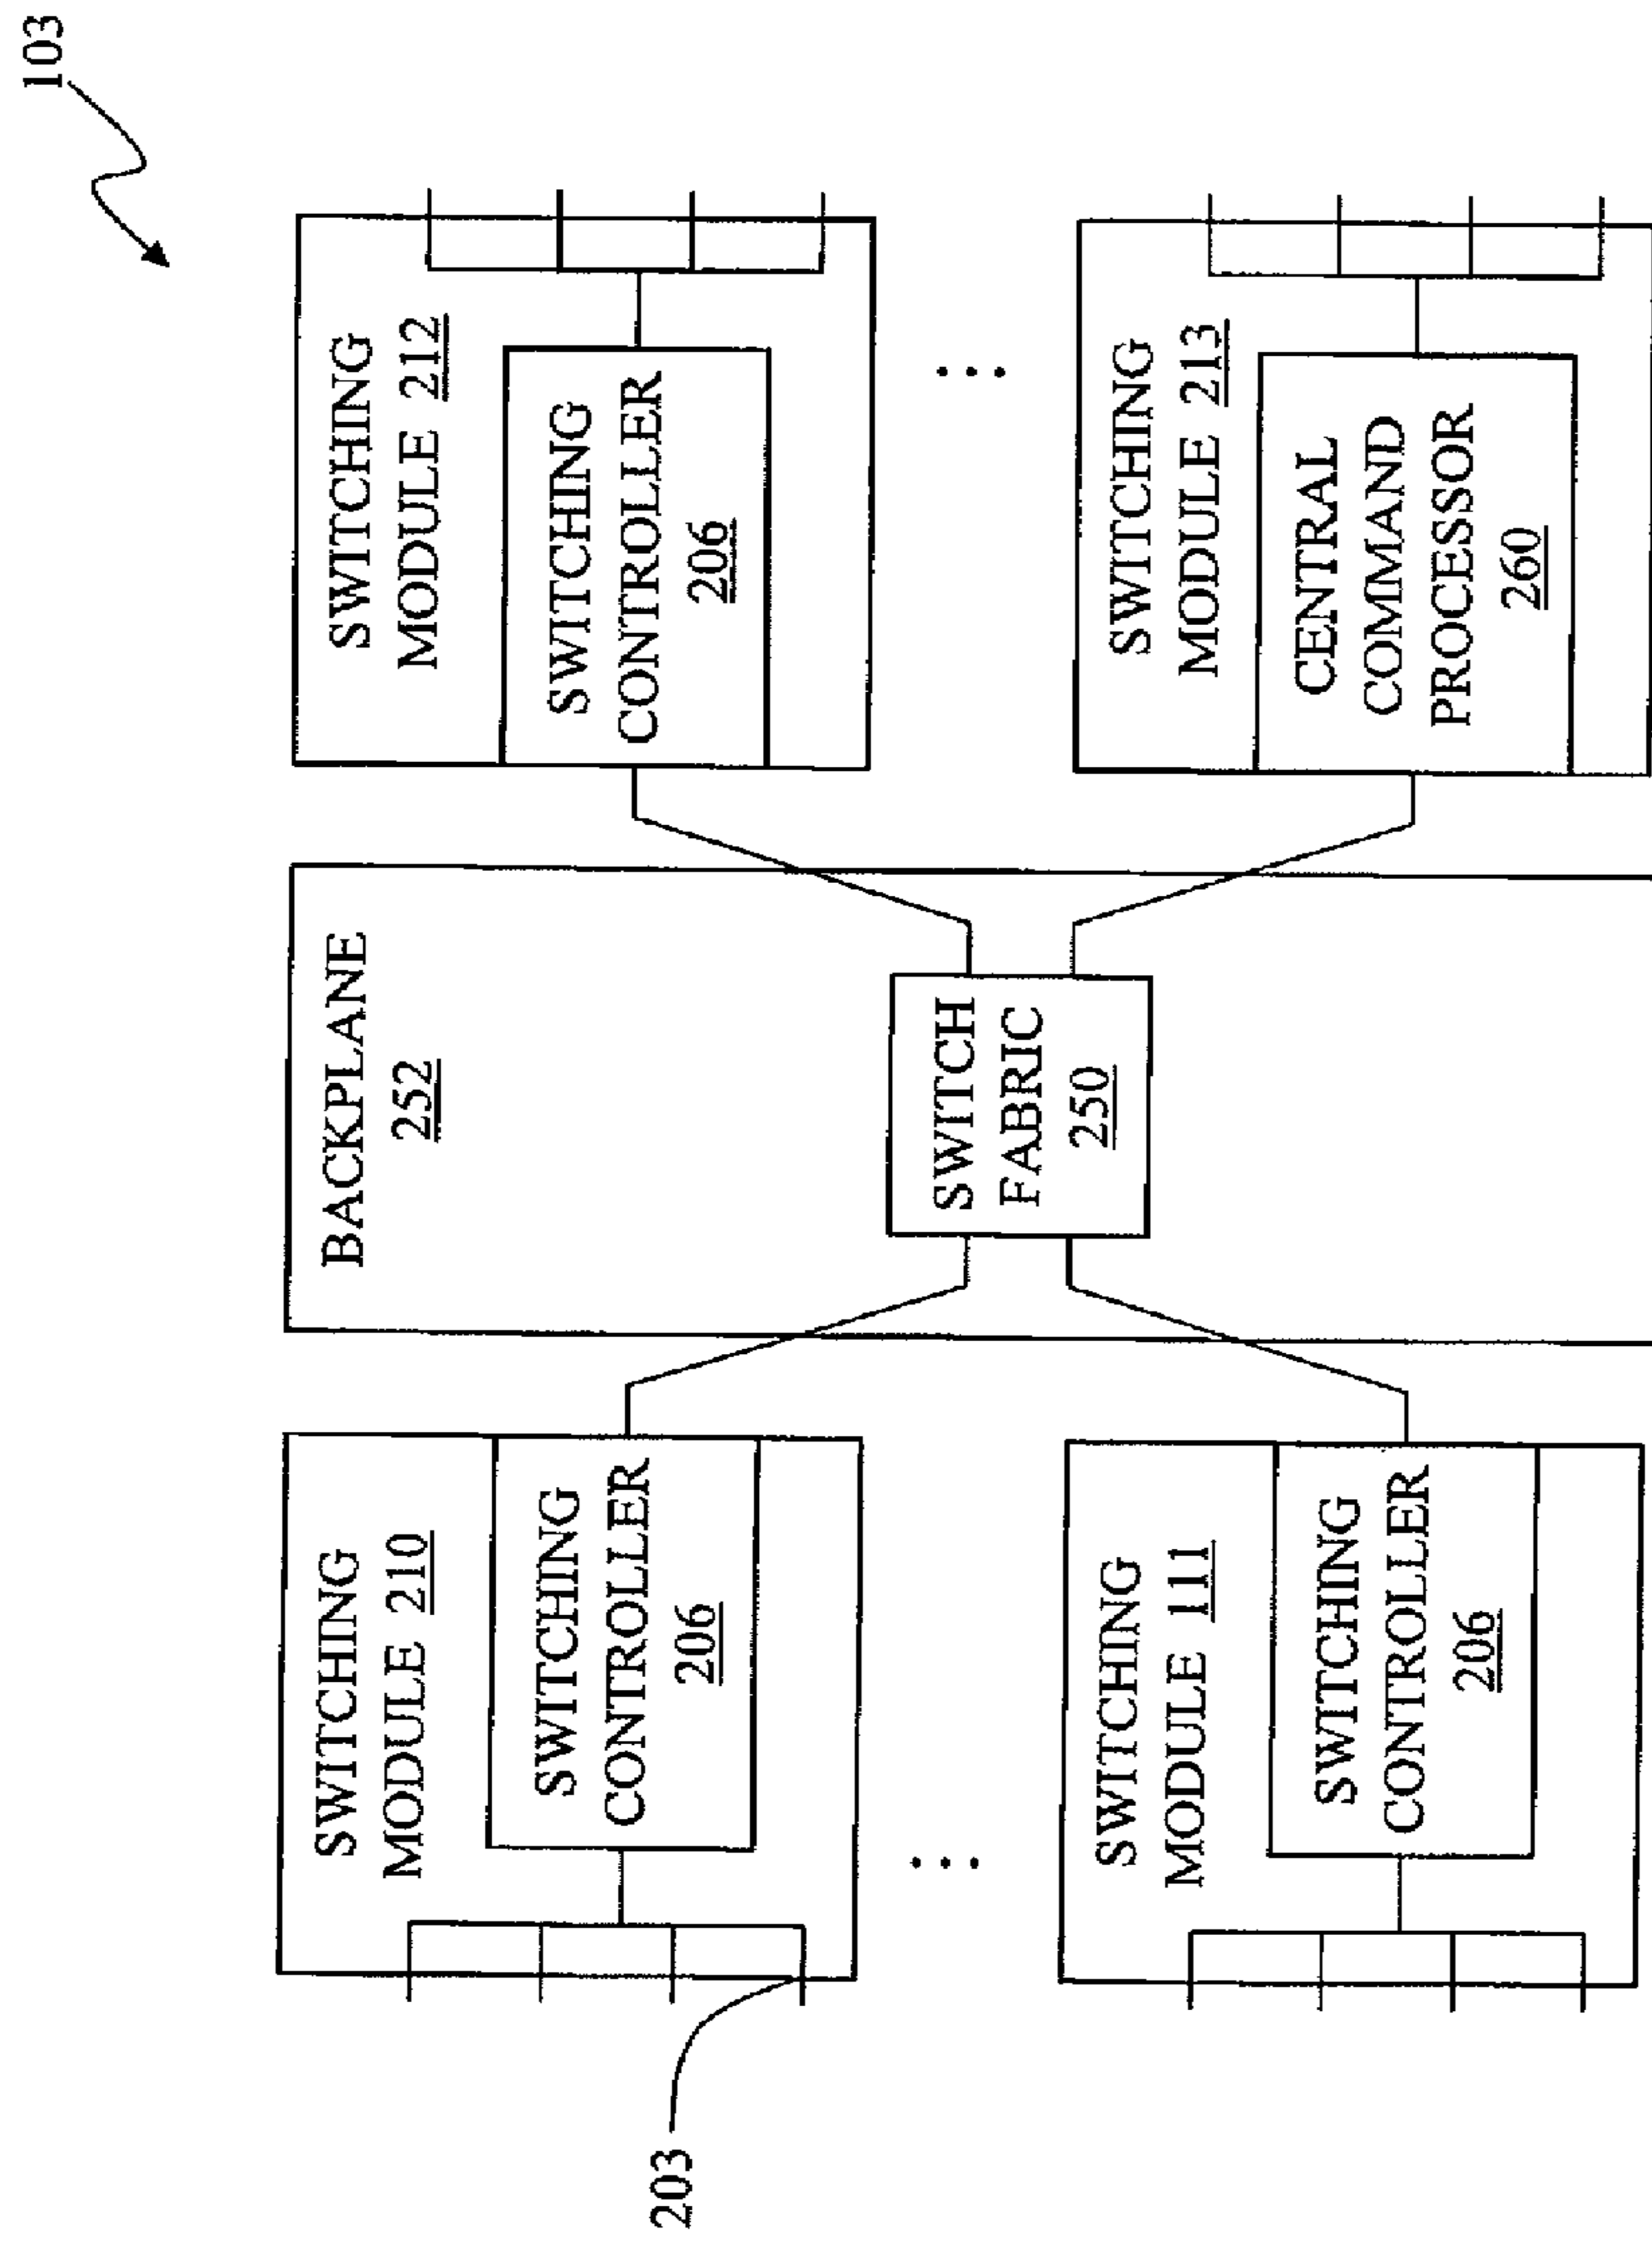 103
SWITCHING
MODULE 210
SWITCHING
CONTROLLER
206
203
BACKPLANE
252
SWITCHING
MODULE 212
SWITCHING
CONTROLLER
206
SWITCH
FABRIC
250
SWITCHING
MODULE 111
SWITCHING
CONTROLLER
206
SWITCHING
MODULE 213
CENTRAL
COMMAND
PROCESSOR
260